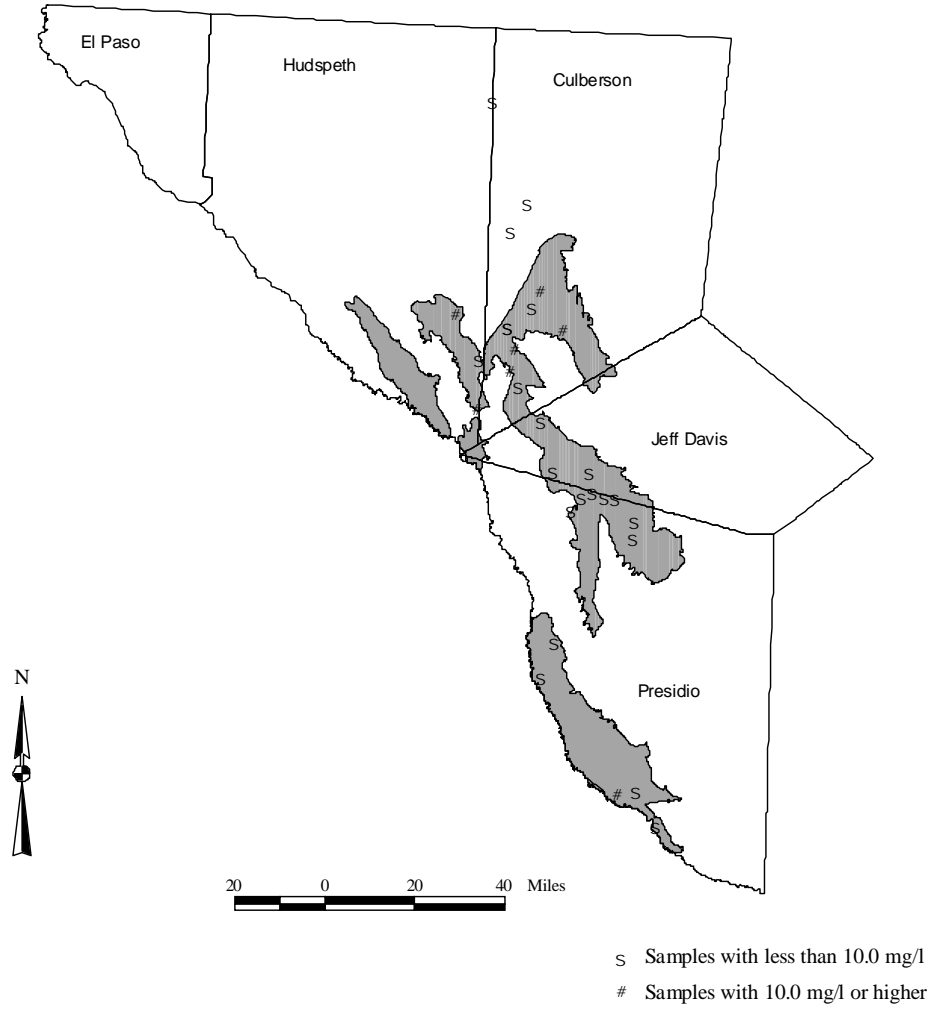 El Paso
Hudspeth
Culberson
S
S
S
#
S
#
S
#
#
S
#
S
#
S
Jeff Davis
S
S
S
S
S
S
S
S
S
S
S
S
Presidio
N
# S
S
20 0 20 40 Miles
S Samples with less than 10.0 mg/l
# Samples with 10.0 mg/l or higher